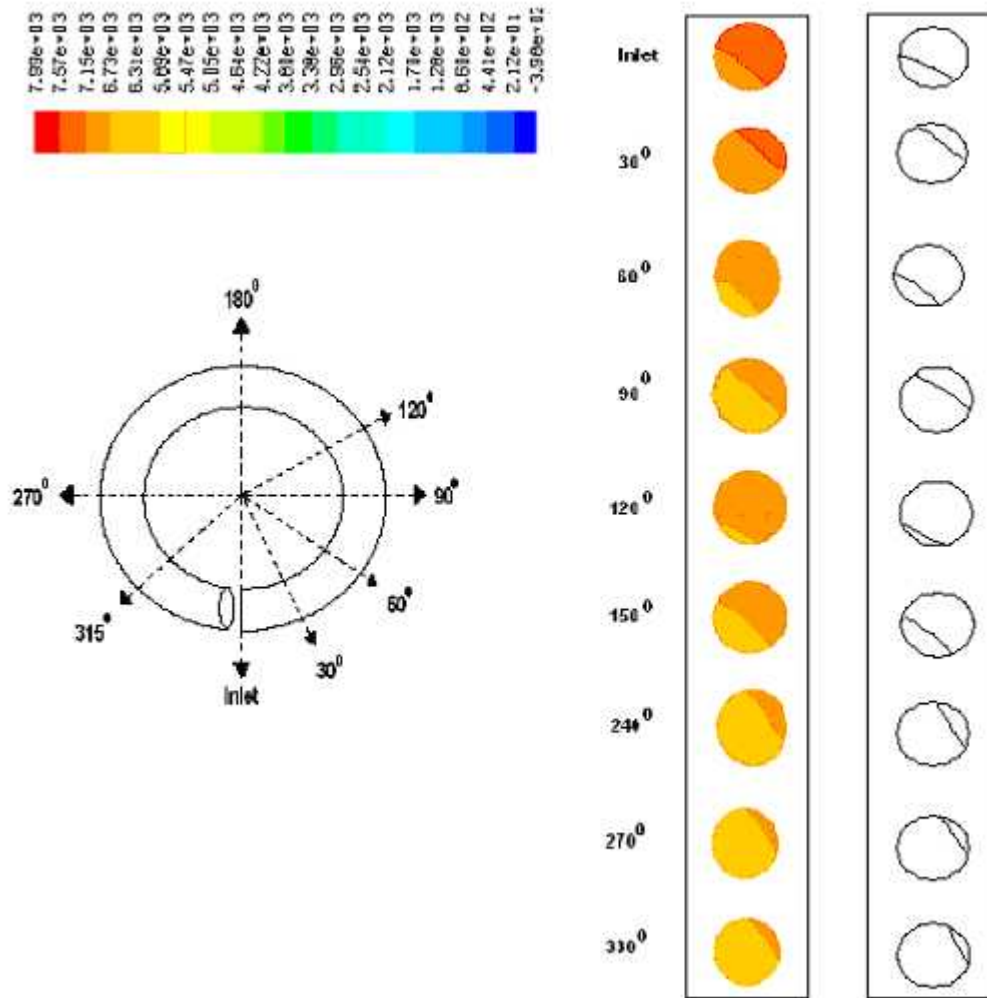 7.99e+03
7.57e+03
7.15e+03
6.73e+03
6.31e+03
5.89e+03
5.47e+03
5.05e+03
4.64e+03
4.22e+03
3.80e+03
3.38e+03
2.96e+03
2.54e+03
2.12e+03
1.70e+03
1.28e+03
8.60e+02
4.41e+02
2.12e+01
-3.98e+02
180⁰
120⁰
270⁰
90⁰
60⁰
315⁰
30⁰
Inlet
Inlet
30⁰
60⁰
90⁰
120⁰
150⁰
240⁰
270⁰
330⁰